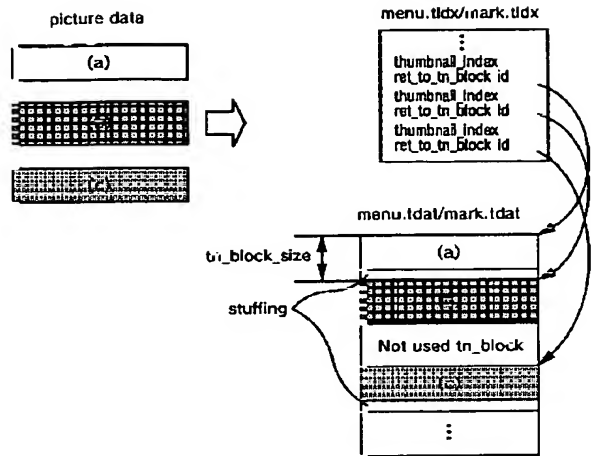 picture data
(a)
(c)
menu.tidx/mark.tidx
thumbnail_index
ref_to_tn_block id
thumbnail_index
ref_to_tn_block id
thumbnail_index
ref_to_tn_block id
menu.tdat/mark.tdat
tn_block_size
(a)
stuffing
Not used tn_block
(c)